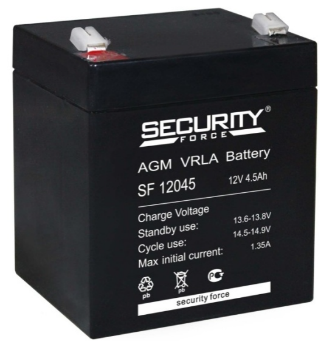 SECURITY®
FORCE
AGM VRLA Battery
SF 12045 12V 4.5Ah
Charge Voltage
Standby use: 13.6-13.8V
Cycle use: 14.5-14.9V
Max initial current: 1.35A
pb pb
security force